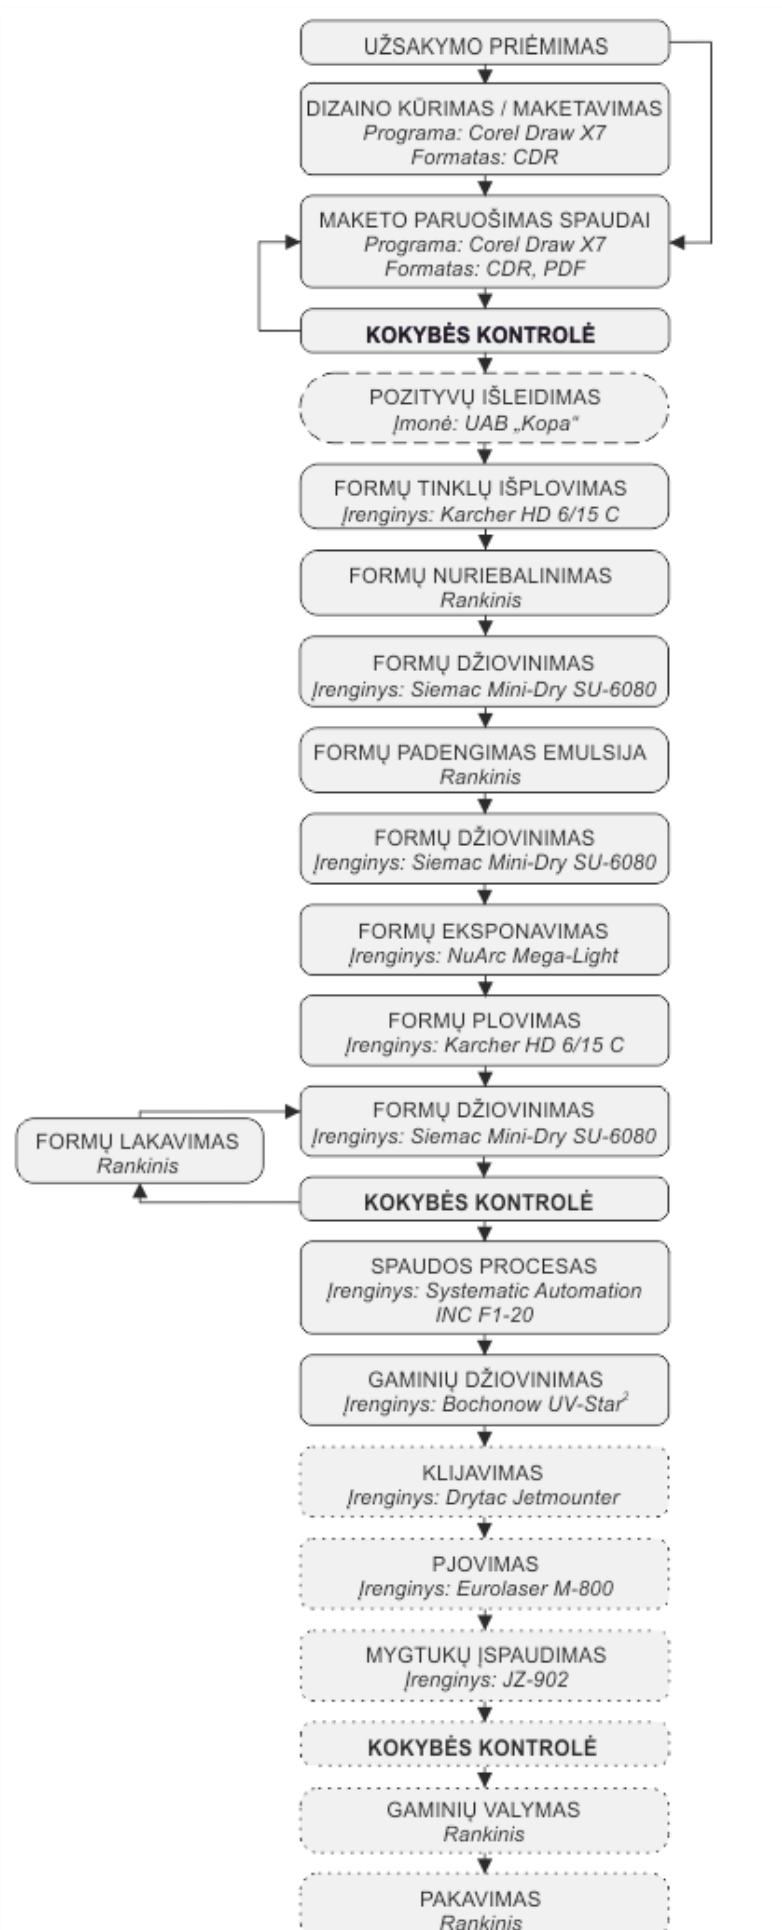 UŽSAKYMO PRIĖMIMAS
DIZAINO KŪRIMAS / MAKETAVIMAS
Programa: Corel Draw X7
Formatas: CDR
MAKETO PARUOŠIMAS SPAUDAI
Programa: Corel Draw X7
Formatas: CDR, PDF
KOKYBĖS KONTROLĖ
POZITYVŲ IŠLEIDIMAS
Įmonė: UAB „Kopa“
FORMŲ TINKLŲ IŠPLOVIMAS
Įrenginys: Karcher HD 6/15 C
FORMŲ NURIEBALINIMAS
Rankinis
FORMŲ DŽIOVINIMAS
Įrenginys: Siemac Mini-Dry SU-6080
FORMŲ PADENGIMAS EMULSIJA
Rankinis
FORMŲ DŽIOVINIMAS
Įrenginys: Siemac Mini-Dry SU-6080
FORMŲ EKSPONAVIMAS
Įrenginys: NuArc Mega-Light
FORMŲ PLOVIMAS
Įrenginys: Karcher HD 6/15 C
FORMŲ DŽIOVINIMAS
Įrenginys: Siemac Mini-Dry SU-6080
FORMŲ LAKAVIMAS
Rankinis
KOKYBĖS KONTROLĖ
SPAUDOS PROCESAS
Įrenginys: Systematic Automation
INC F1-20
GAMINIŲ DŽIOVINIMAS
Įrenginys: Bochonow UV-Star²
KLIJAVIMAS
Įrenginys: Drytac Jetmounter
PJOVIMAS
Įrenginys: Eurolaser M-800
MYGTUKŲ ĮSPAUDIMAS
Įrenginys: JZ-902
KOKYBĖS KONTROLĖ
GAMINIŲ VALYMAS
Rankinis
PAKAVIMAS
Rankinis